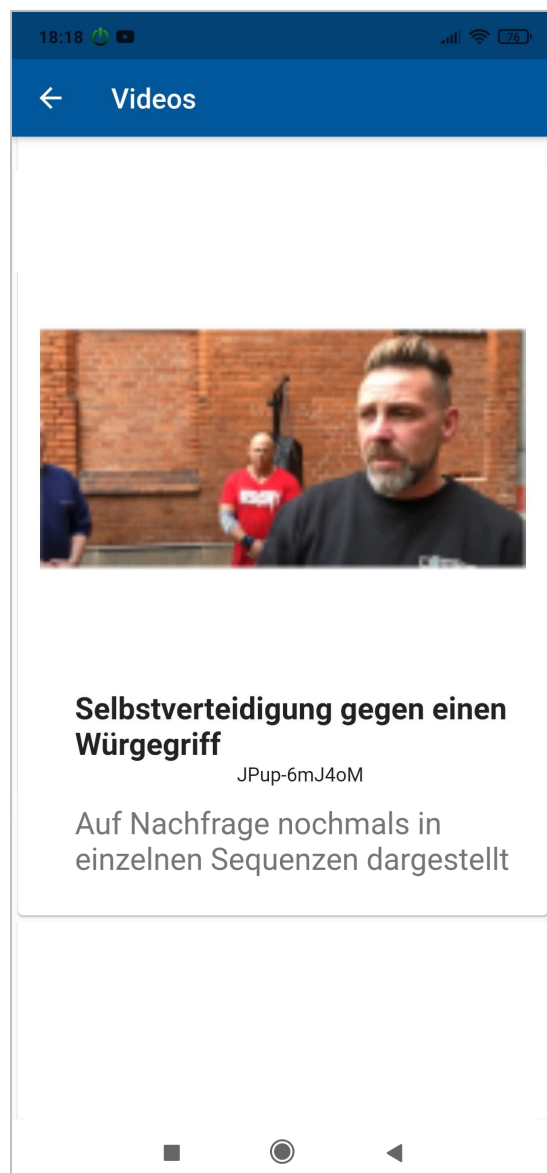 18:18
76
Videos
Selbstverteidigung gegen einen
Würgegriff
JPup-6mJ4oM
Auf Nachfrage nochmals in
einzelnen Sequenzen dargestellt